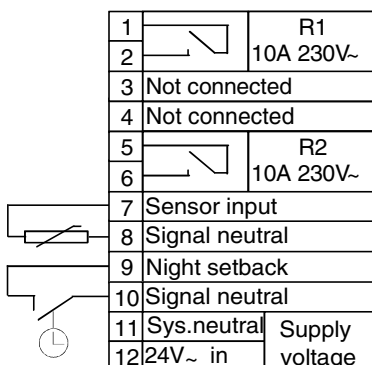 1 R1
2 10A 230V~
3 Not connected
4 Not connected
5 R2
6 10A 230V~
7 Sensor input
8 Signal neutral
9 Night setback
10 Signal neutral
11 Sys.neutral Supply
12 24V~ in voltage